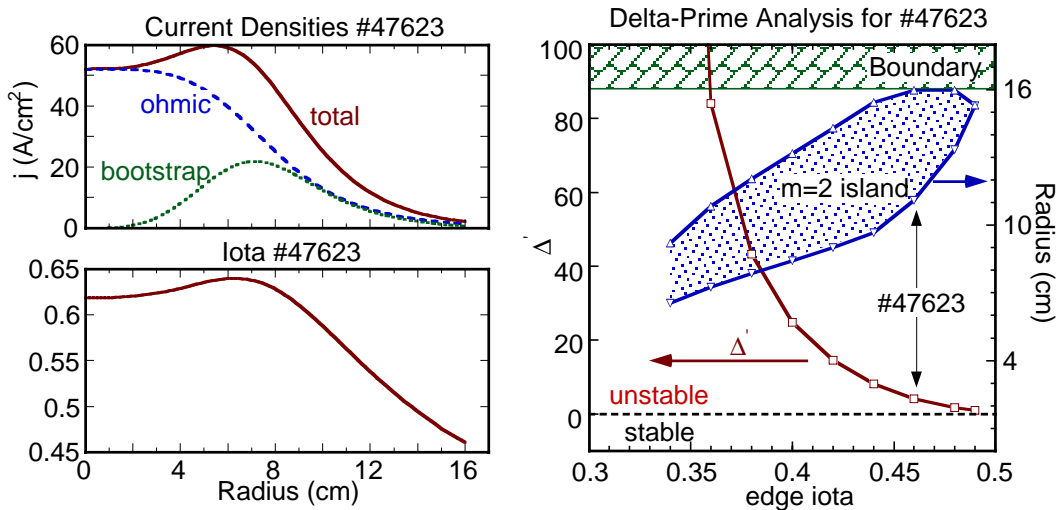 Current Densities #47623
60
40
20
0
j (A/cm²)
ohmic
total
bootstrap
Iota #47623
0.65
0.6
0.55
0.5
0.45
0 4 8 12 16
Radius (cm)
Delta-Prime Analysis for #47623
100
80
60
40
20
0
Δ'
Boundary
16
10
4
Radius (cm)
m=2 island
#47623
Δ'
unstable
stable
0.3 0.35 0.4 0.45 0.5
edge iota